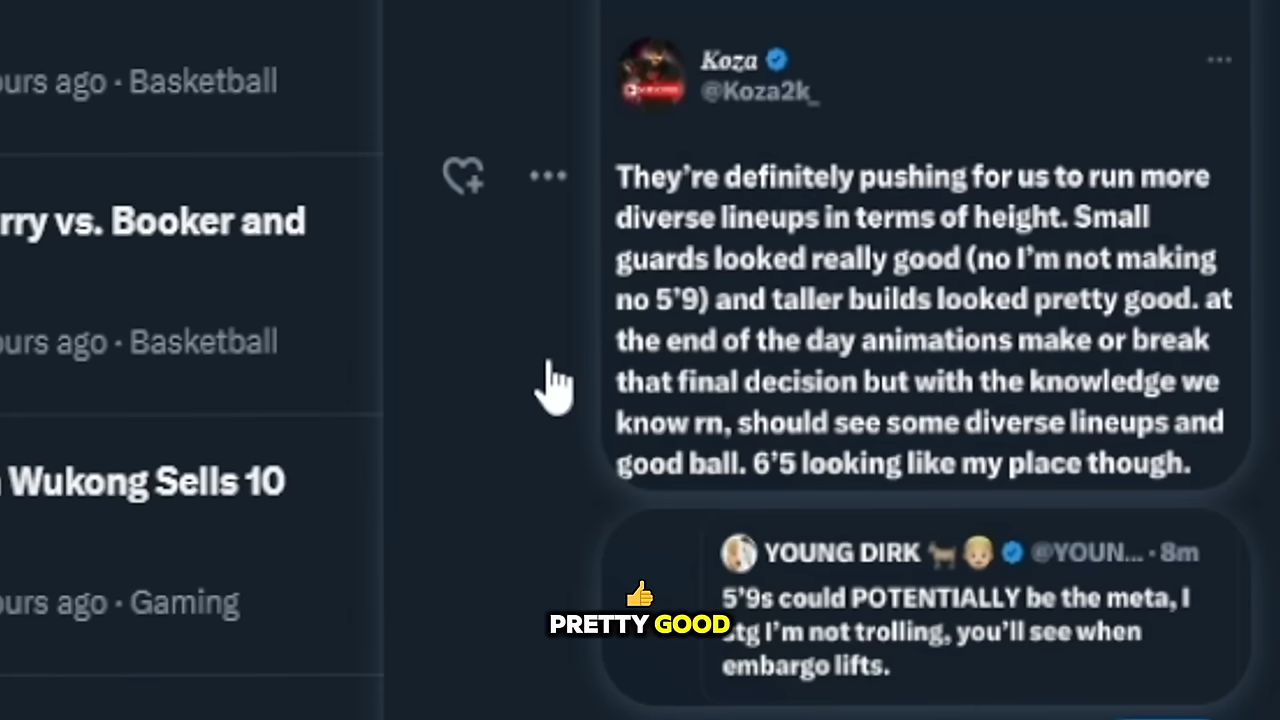 ours ago · Basketball
rry vs. Booker and
ours ago · Basketball
Wukong Sells 10
ours ago · Gaming
Koza
@Koza2k_
They're definitely pushing for us to run more
diverse lineups in terms of height. Small
guards looked really good (no I'm not making
no 5'9) and taller builds looked pretty good. at
the end of the day animations make or break
that final decision but with the knowledge we
know rn, should see some diverse lineups and
good ball. 6'5 looking like my place though.
YOUNG DIRK @YOUN... · 8m
5'9s could POTENTIALLY be the meta, I
stg I'm not trolling, you'll see when
embargo lifts.
PRETTY GOOD